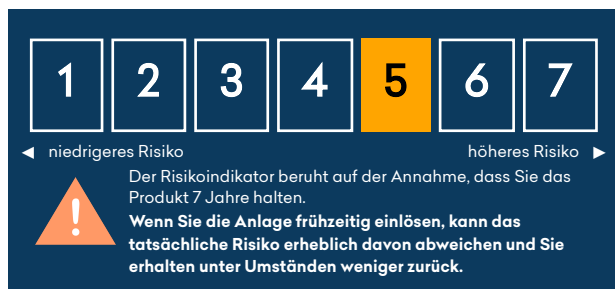 1 2 3 4 5 6 7
◄ niedrigeres Risiko höheres Risiko ►
Der Risikoindikator beruht auf der Annahme, dass Sie das
Produkt 7 Jahre halten.
!
Wenn Sie die Anlage frühzeitig einlösen, kann das
tatsächliche Risiko erheblich davon abweichen und Sie
erhalten unter Umständen weniger zurück.